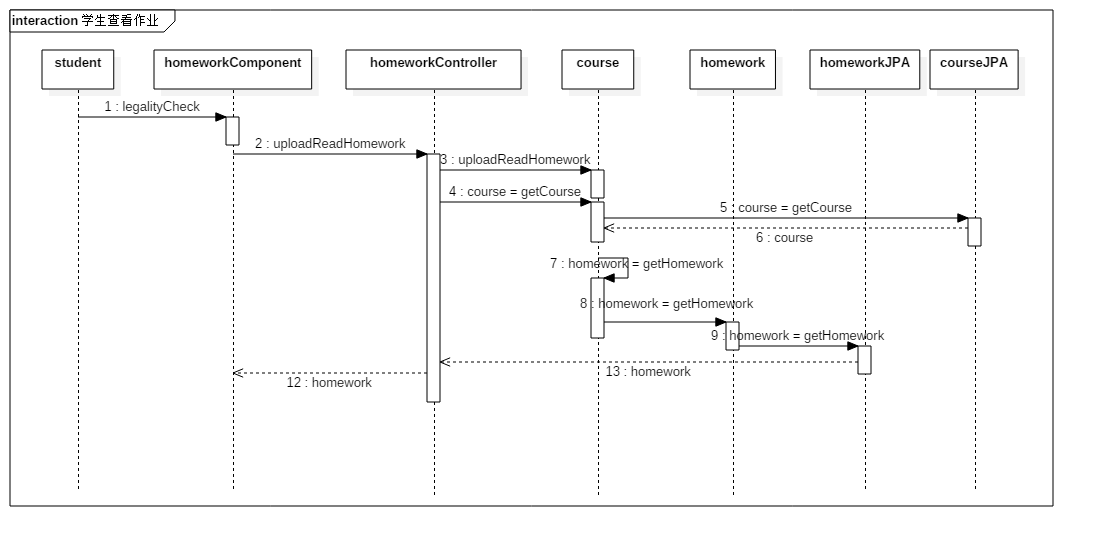 interaction 学生查看作业
student
homeworkComponent
homeworkController
course
homework
homeworkJPA
courseJPA
1 : legalityCheck
2 : uploadReadHomework
3 : uploadReadHomework
4 : course = getCourse
5 : course = getCourse
6 : course
7 : homework = getHomework
8 : homework = getHomework
9 : homework = getHomework
13 : homework
12 : homework